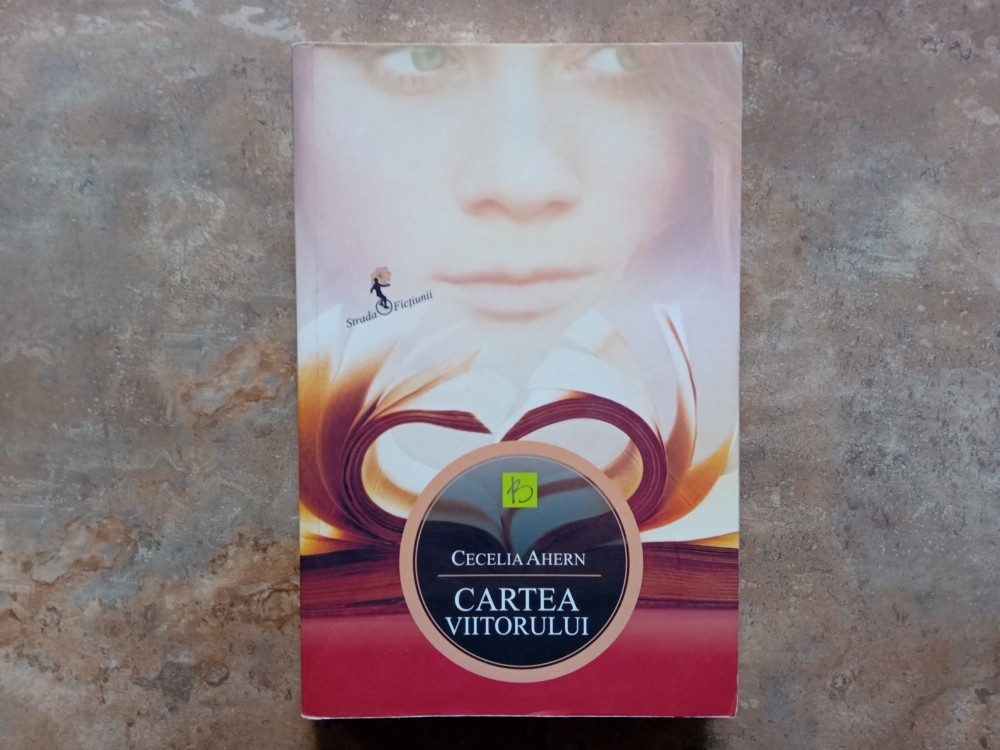 Strada Ficțiunii
CECELIA AHERN
CARTEA
VIITORULUI